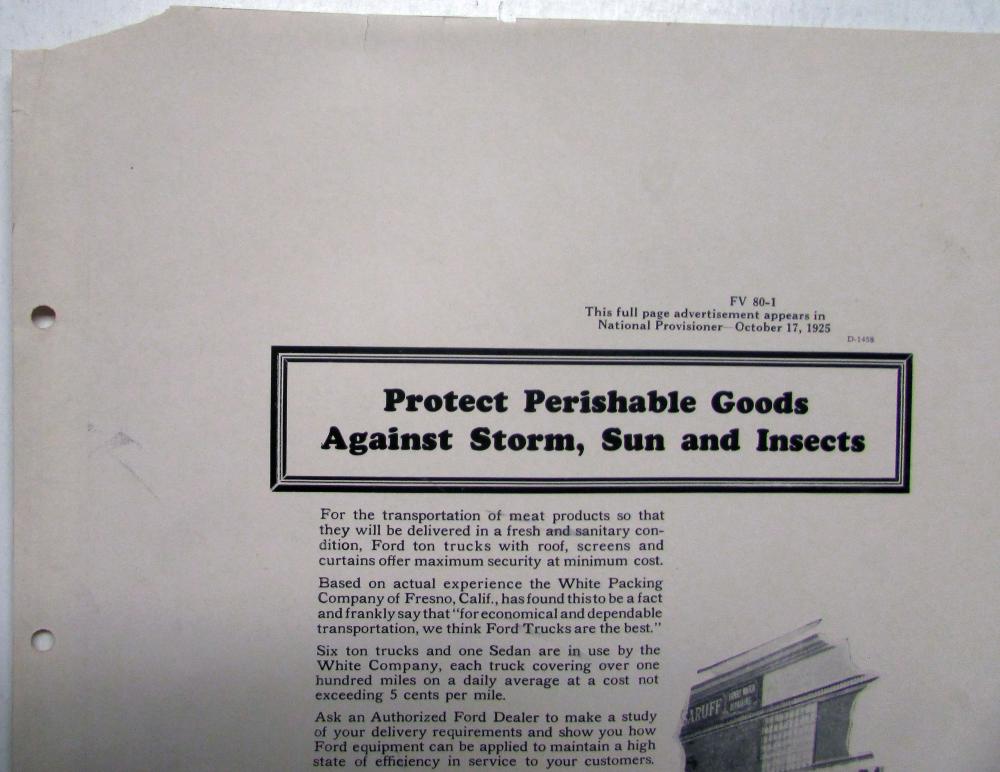 FV 80-1
This full page advertisement appears in
National Provisioner—October 17, 1925
D-1458
Protect Perishable Goods
Against Storm, Sun and Insects
For the transportation of meat products so that
they will be delivered in a fresh and sanitary con-
dition, Ford ton trucks with roof, screens and
curtains offer maximum security at minimum cost.
Based on actual experience the White Packing
Company of Fresno, Calif., has found this to be a fact
and frankly say that "for economical and dependable
transportation, we think Ford Trucks are the best."
Six ton trucks and one Sedan are in use by the
White Company, each truck covering over one
hundred miles on a daily average at a cost not
exceeding 5 cents per mile.
Ask an Authorized Ford Dealer to make a study
of your delivery requirements and show you how
Ford equipment can be applied to maintain a high
state of efficiency in service to your customers.
SARUFF